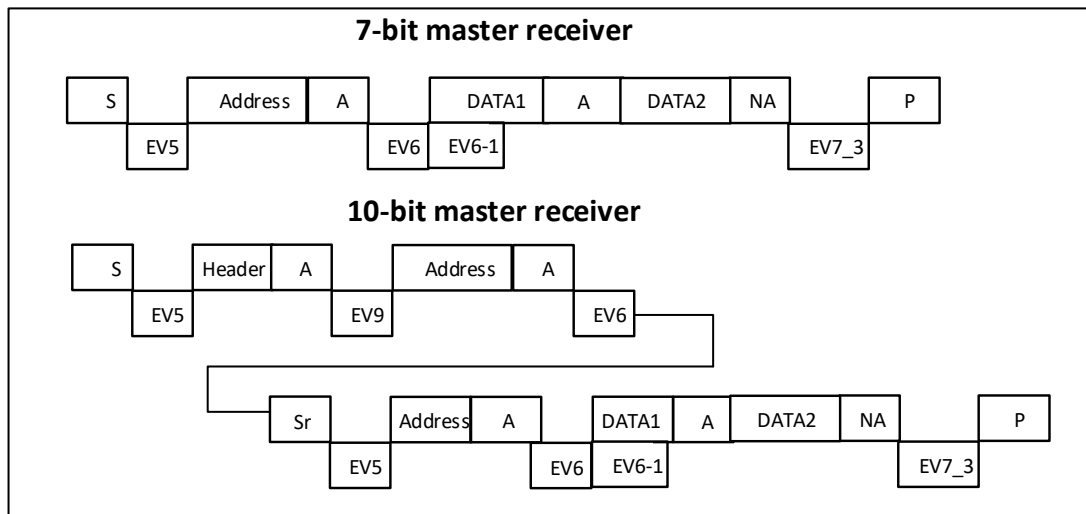 7-bit master receiver
S Address A DATA1 A DATA2 NA P
EV5 EV6 EV6-1 EV7_3
10-bit master receiver
S Header A Address A
EV5 EV9 EV6
Sr Address A DATA1 A DATA2 NA P
EV5 EV6 EV6-1 EV7_3